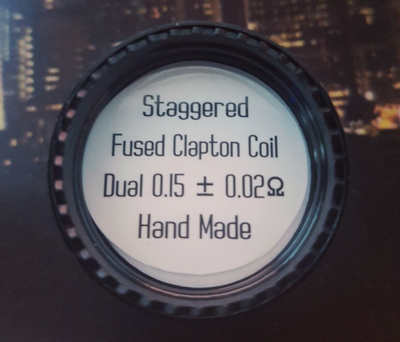 Staggered
Fused Clapton Coil
Dual 0.15 ± 0.02Ω
Hand Made